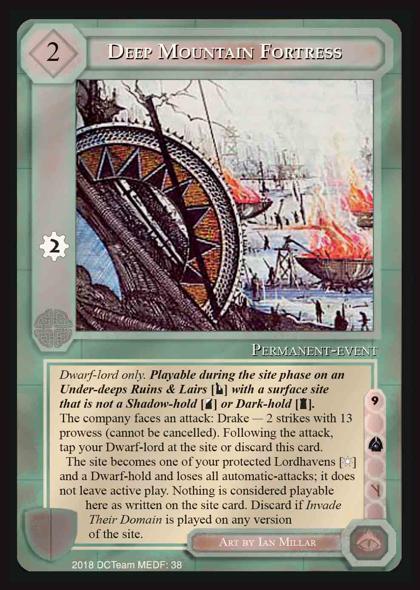 2
DEEP MOUNTAIN FORTRESS
2
PERMANENT-EVENT
Dwarf-lord only. Playable during the site phase on an
Under-deeps Ruins & Lairs [] with a surface site
that is not a Shadow-hold [] or Dark-hold [].
The company faces an attack: Drake — 2 strikes with 13
prowess (cannot be cancelled). Following the attack,
tap your Dwarf-lord at the site or discard this card.
The site becomes one of your protected Lordhavens []
and a Dwarf-hold and loses all automatic-attacks; it does
not leave active play. Nothing is considered playable
here as written on the site card. Discard if Invade
Their Domain is played on any version
of the site.
9
ART BY IAN MILLAR
2018 DCTeam MEDF: 38